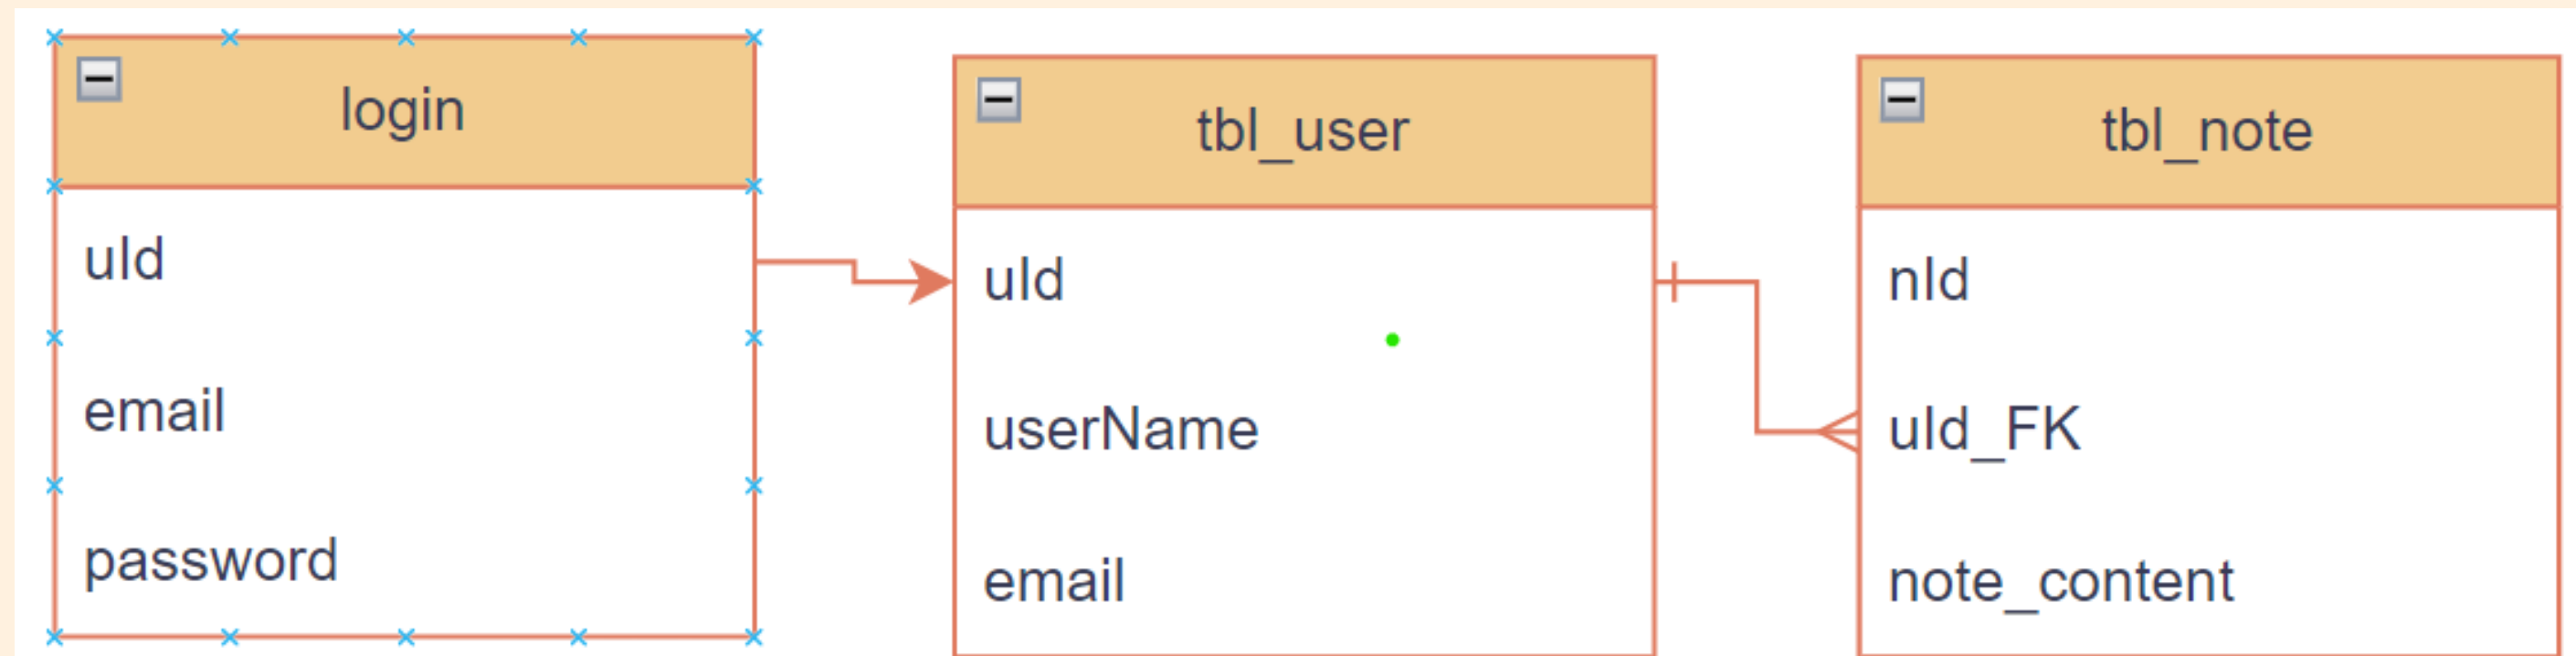 login
uId
email
password
tbl_user
uId
userName
email
tbl_note
nId
uId_FK
note_content